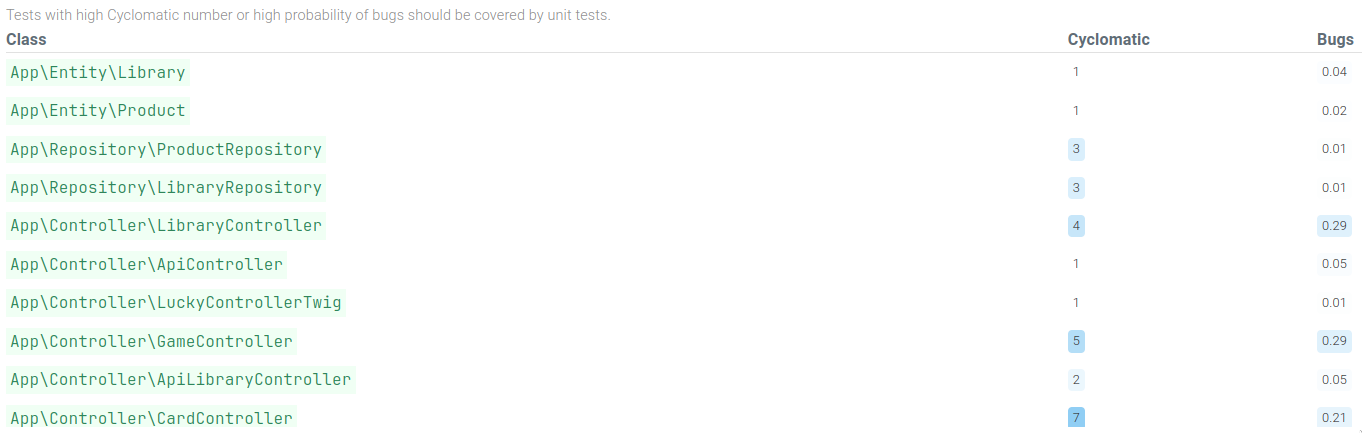 Tests with high Cyclomatic number or high probability of bugs should be covered by unit tests.
Class Cyclomatic Bugs
App\Entity\Library 1 0.04
App\Entity\Product 1 0.02
App\Repository\ProductRepository 3 0.01
App\Repository\LibraryRepository 3 0.01
App\Controller\LibraryController 4 0.29
App\Controller\ApiController 1 0.05
App\Controller\LuckyControllerTwig 1 0.01
App\Controller\GameController 5 0.29
App\Controller\ApiLibraryController 2 0.05
App\Controller\CardController 7 0.21